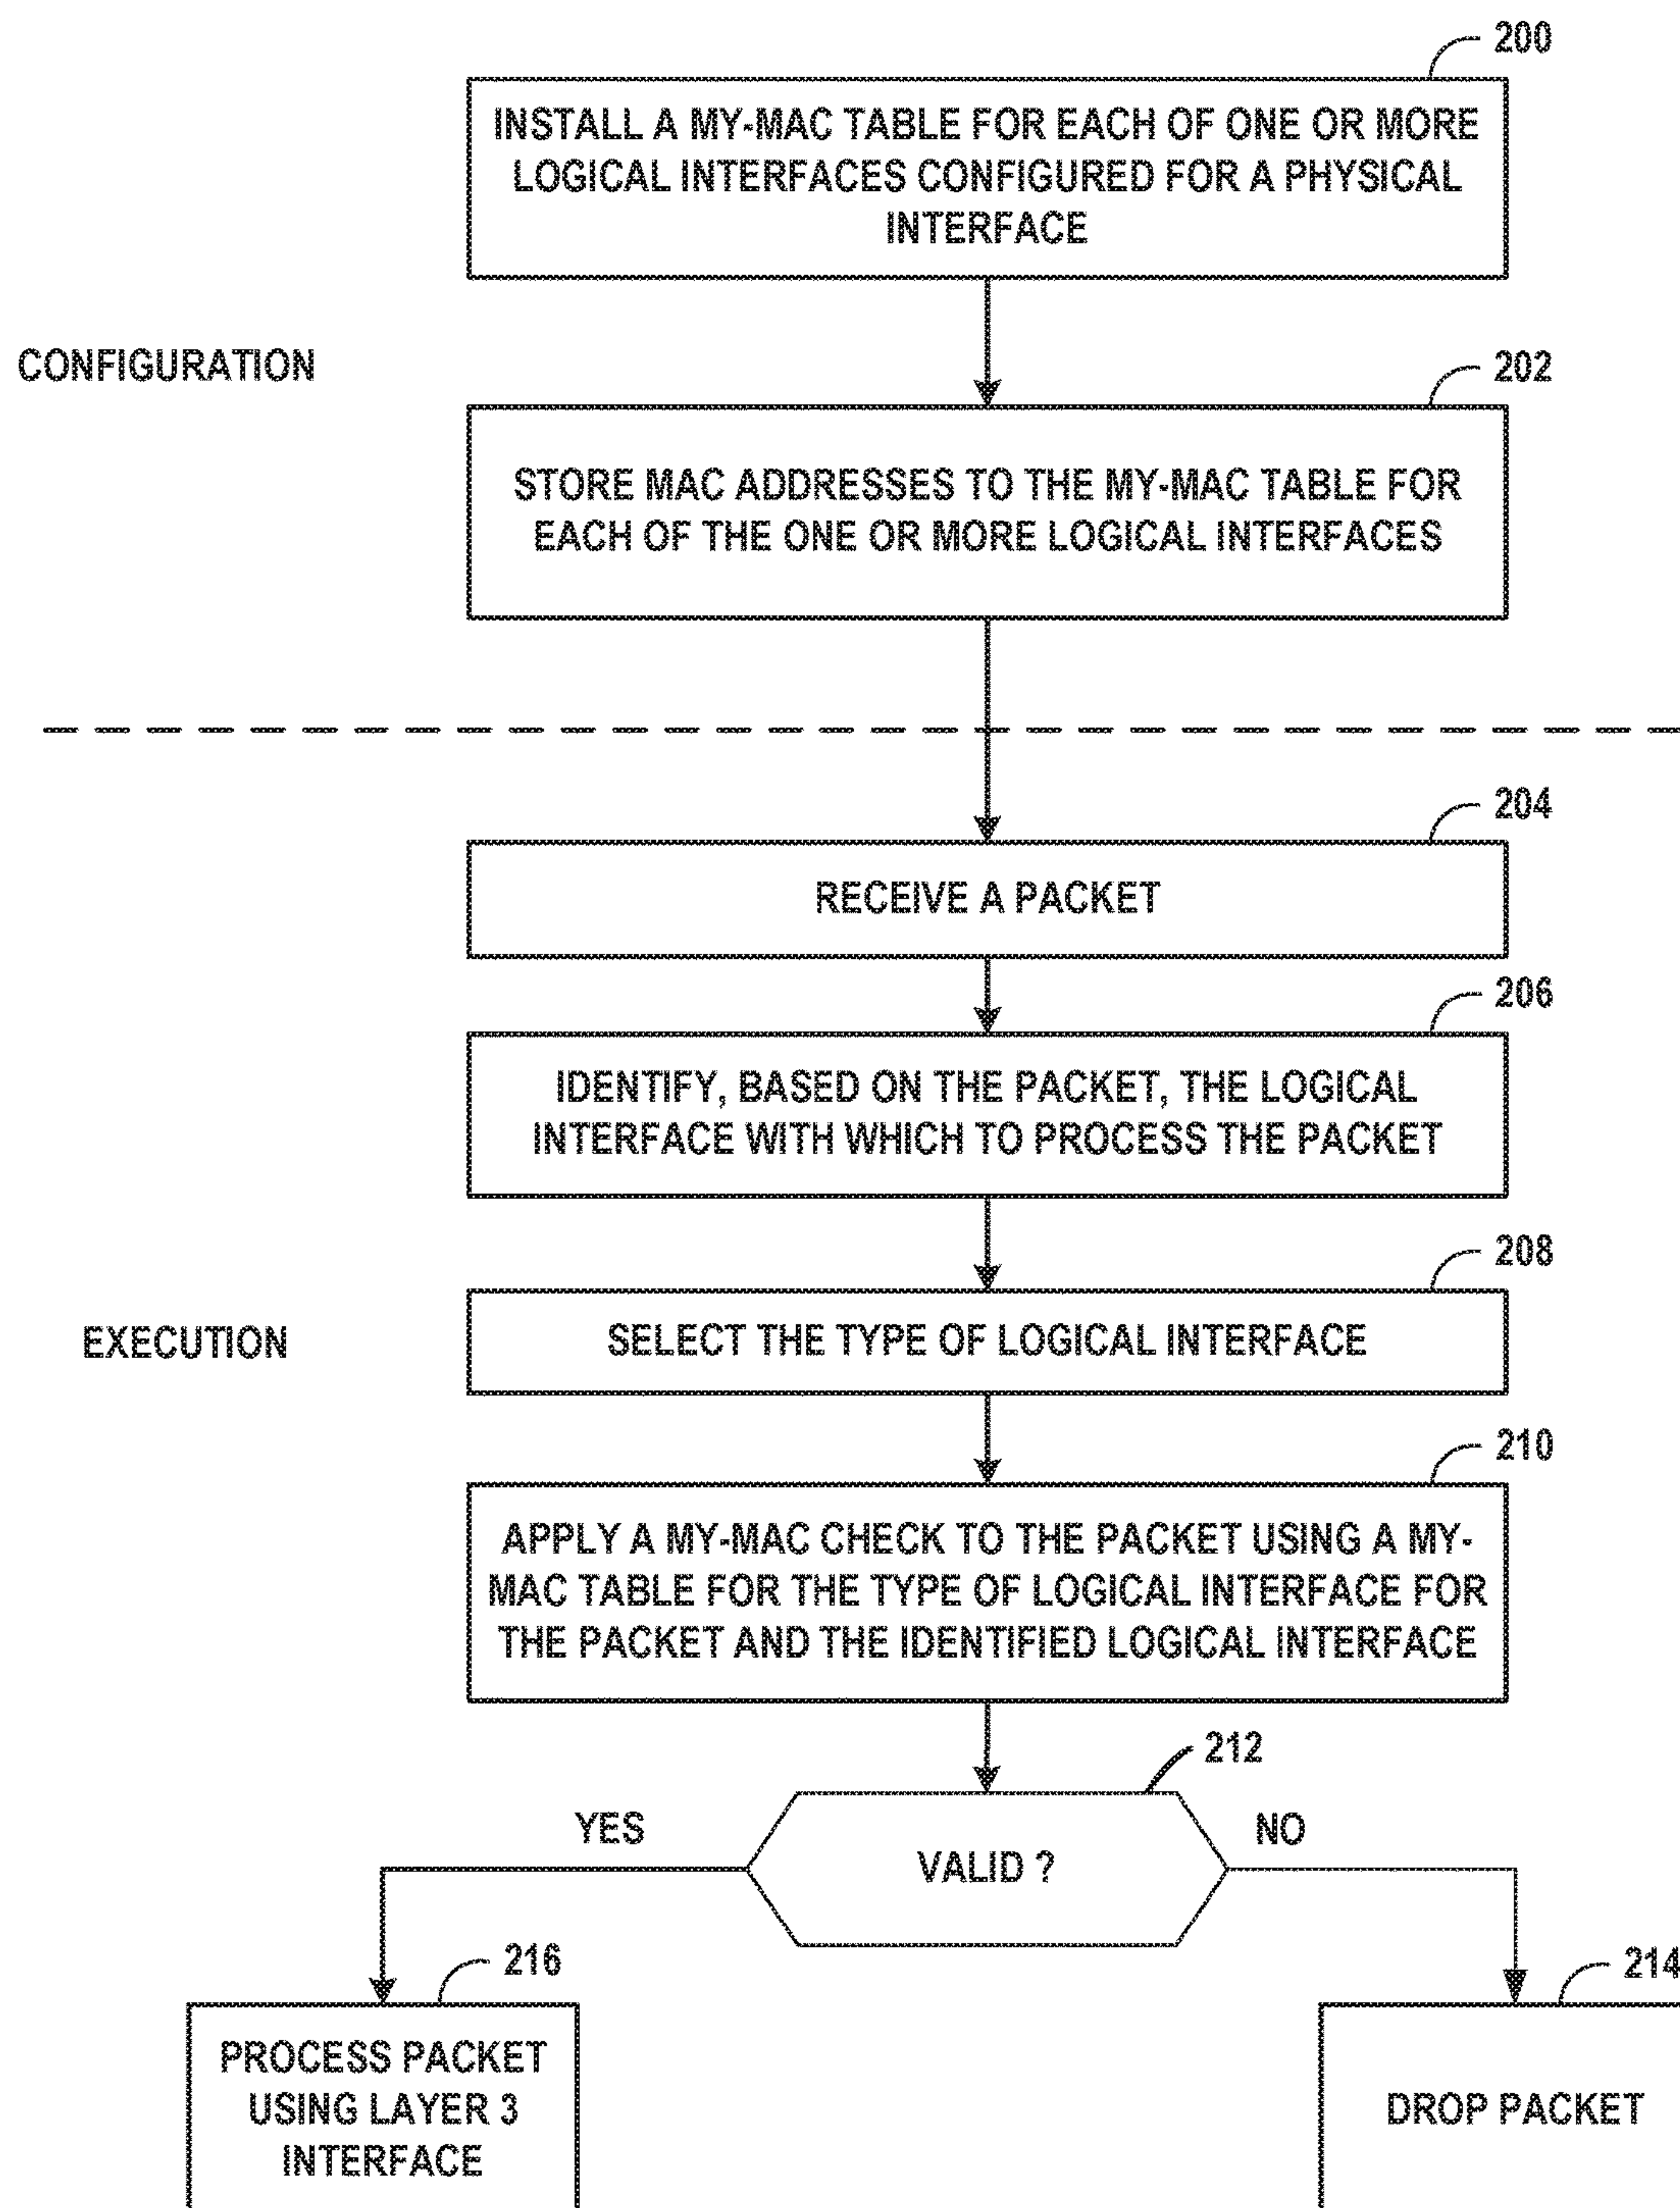 200
INSTALL A MY-MAC TABLE FOR EACH OF ONE OR MORE
LOGICAL INTERFACES CONFIGURED FOR A PHYSICAL
INTERFACE
CONFIGURATION
202
STORE MAC ADDRESSES TO THE MY-MAC TABLE FOR
EACH OF THE ONE OR MORE LOGICAL INTERFACES
204
RECEIVE A PACKET
206
IDENTIFY, BASED ON THE PACKET, THE LOGICAL
INTERFACE WITH WHICH TO PROCESS THE PACKET
208
EXECUTION
SELECT THE TYPE OF LOGICAL INTERFACE
210
APPLY A MY-MAC CHECK TO THE PACKET USING A MY-
MAC TABLE FOR THE TYPE OF LOGICAL INTERFACE FOR
THE PACKET AND THE IDENTIFIED LOGICAL INTERFACE
212
YES
NO
VALID ?
216
PROCESS PACKET
USING LAYER 3
INTERFACE
214
DROP PACKET